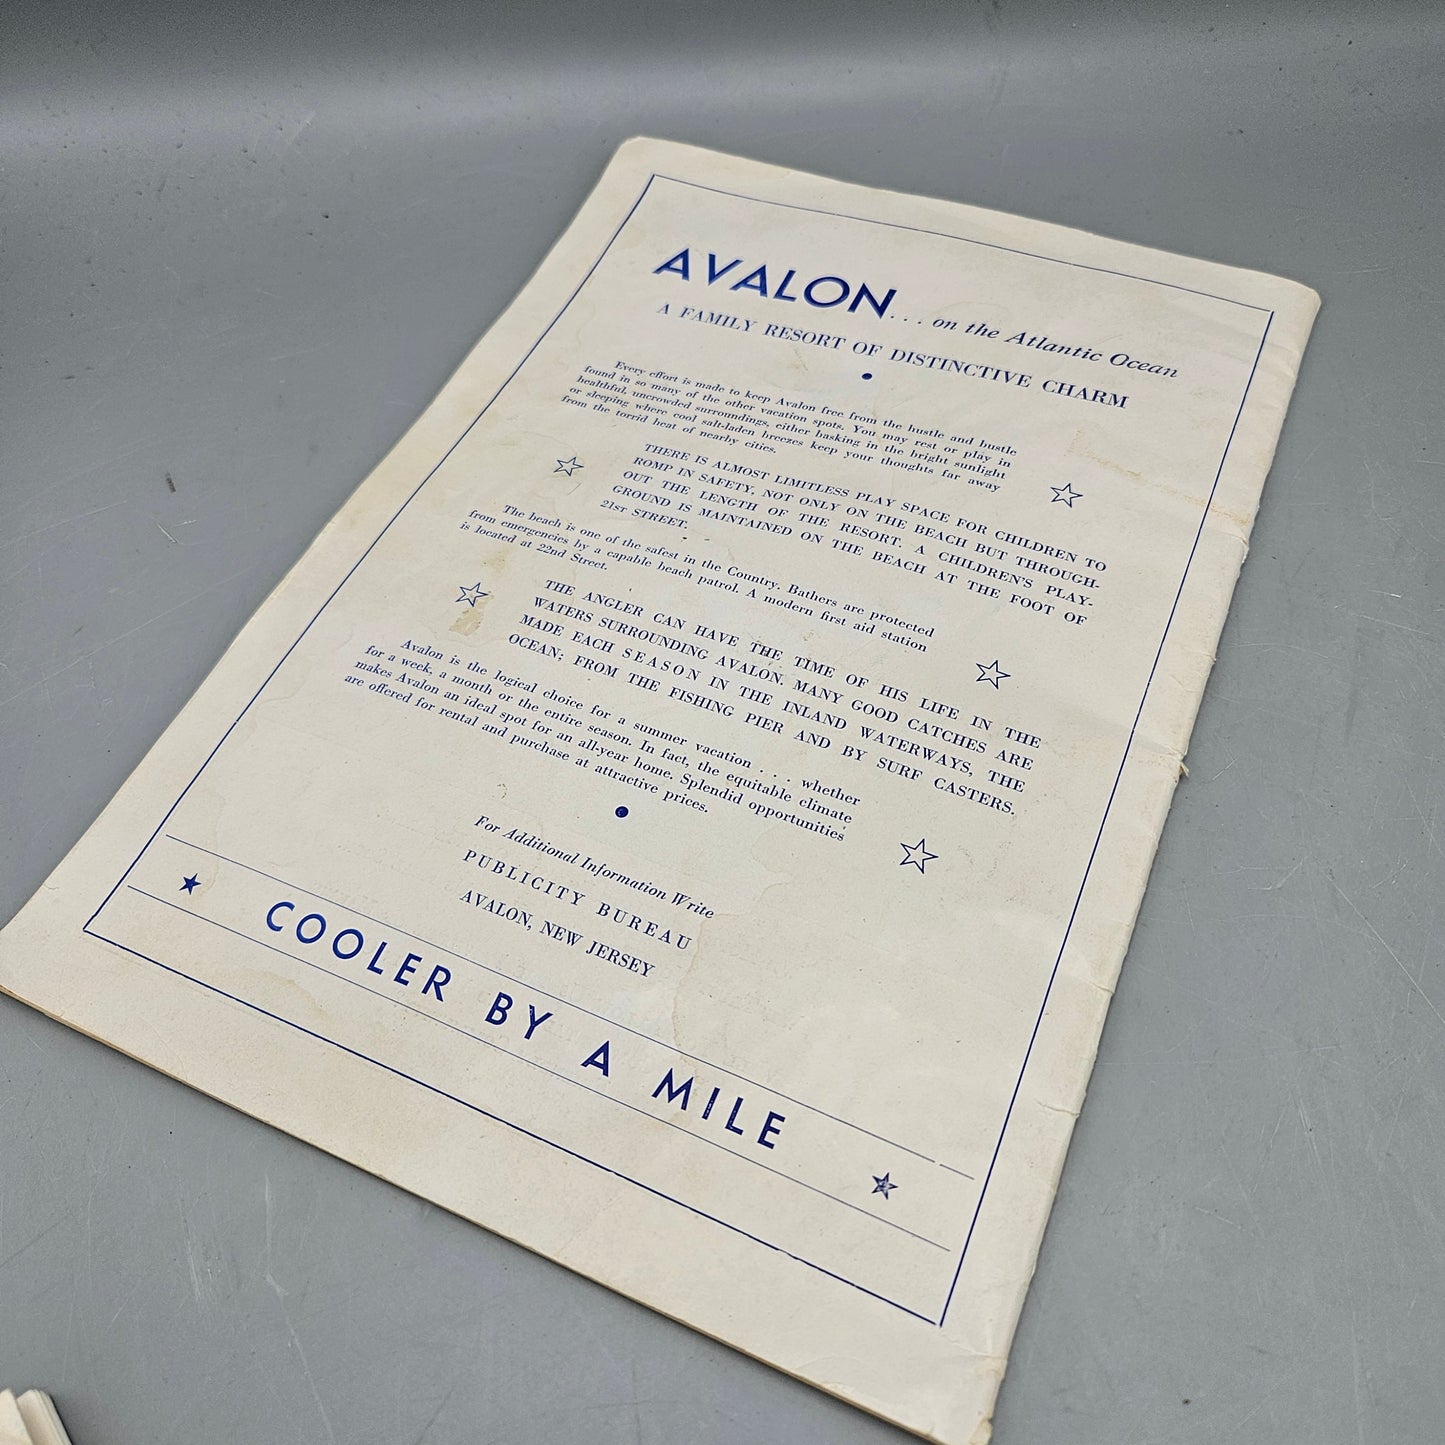 AVALON... on the Atlantic Ocean
A FAMILY RESORT OF DISTINCTIVE CHARM
Every effort is made to keep Avalon free from the hustle and bustle
found in so many of the other vacation spots. You may rest or play in
healthful, uncrowded surroundings, either basking in the bright sunlight
or sleeping where cool salt-laden breezes keep your thoughts far away
from the torrid heat of nearby cities.
THERE IS ALMOST LIMITLESS PLAY SPACE FOR CHILDREN TO
ROMP IN SAFETY, NOT ONLY ON THE BEACH BUT THROUGH-
OUT THE LENGTH OF THE RESORT. A CHILDREN'S PLAY-
GROUND IS MAINTAINED ON THE BEACH AT THE FOOT OF
21ST STREET.
The beach is one of the safest in the Country. Bathers are protected
from emergencies by a capable beach patrol. A modern first aid station
is located at 22nd Street.
THE ANGLER CAN HAVE THE TIME OF HIS LIFE IN THE
WATERS SURROUNDING AVALON. MANY GOOD CATCHES ARE
MADE EACH SEASON IN THE INLAND WATERWAYS, THE
OCEAN; FROM THE FISHING PIER AND BY SURF CASTERS.
Avalon is the logical choice for a summer vacation . . . whether
for a week, a month or the entire season. In fact, the equitable climate
makes Avalon an ideal spot for an all-year home. Splendid opportunities
are offered for rental and purchase at attractive prices.
For Additional Information Write
PUBLICITY BUREAU
AVALON, NEW JERSEY
COOLER BY A MILE